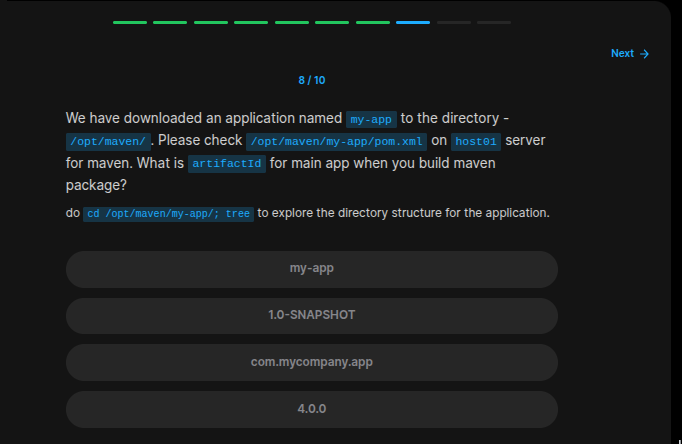 Next →
8 / 10
We have downloaded an application named my-app to the directory -
/opt/maven/. Please check /opt/maven/my-app/pom.xml on host01 server
for maven. What is artifactId for main app when you build maven
package?
do cd /opt/maven/my-app/; tree to explore the directory structure for the application.
my-app
1.0-SNAPSHOT
com.mycompany.app
4.0.0